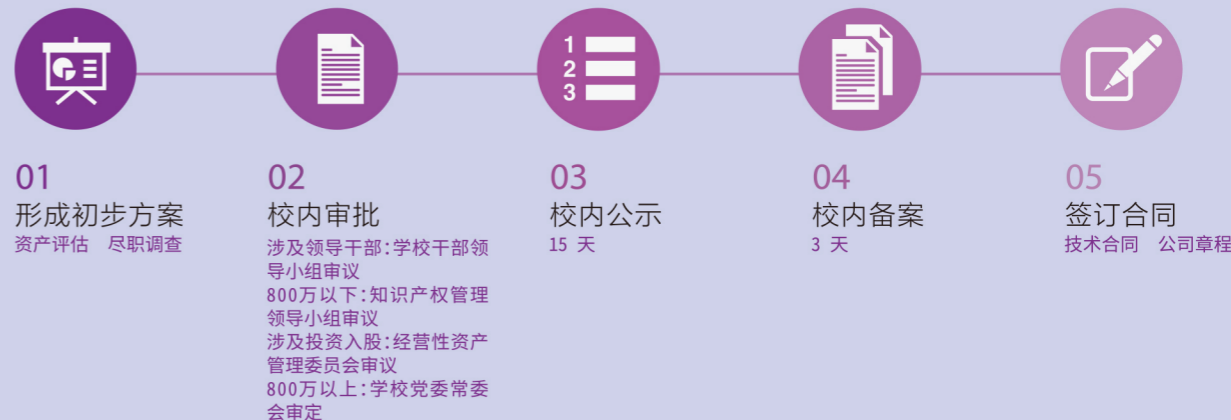 1
2
3
01
形成初步方案
资产评估 尽职调查
02
校内审批
涉及领导干部:学校干部领
导小组审议
800万以下:知识产权管理
领导小组审议
涉及投资入股:经营性资产
管理委员会审议
800万以上:学校党委常委
会审定
03
校内公示
15 天
04
校内备案
3 天
05
签订合同
技术合同 公司章程